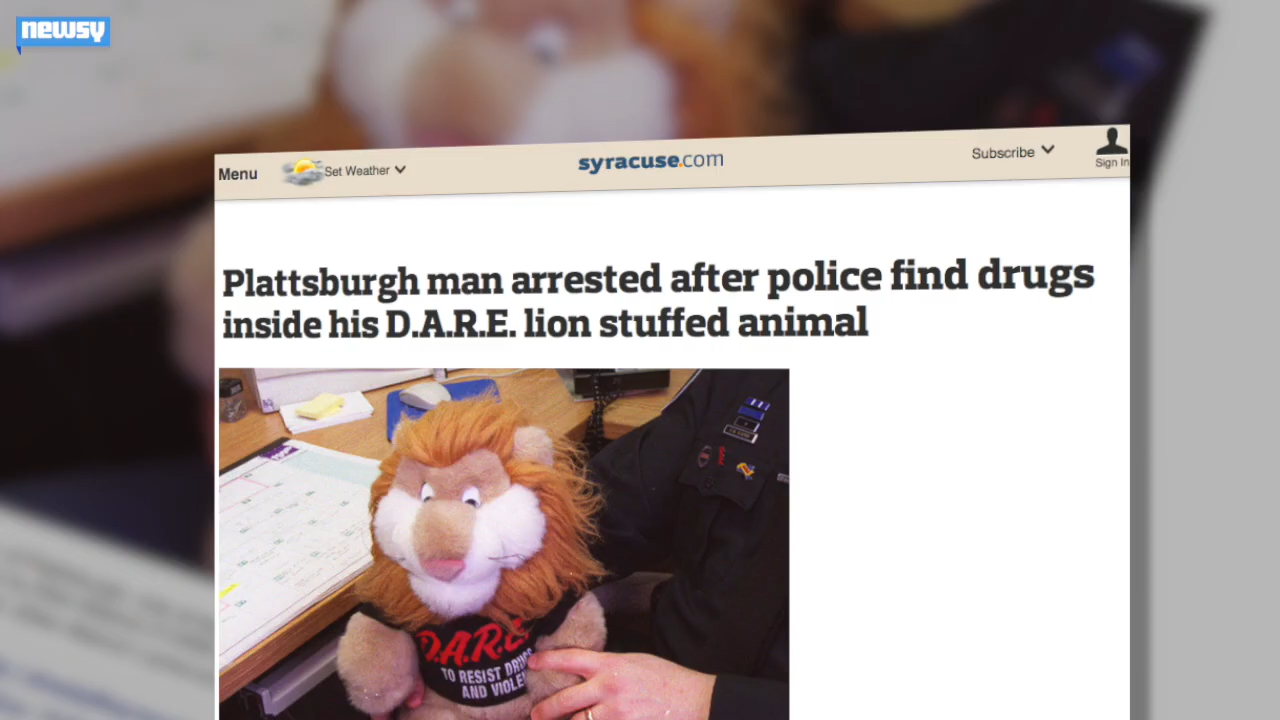 newsy
Menu
Set Weather
syracuse.com
Subscribe
Sign In
Plattsburgh man arrested after police find drugs
inside his D.A.R.E. lion stuffed animal
D.A.R.E.
TO RESIST DRUGS
AND